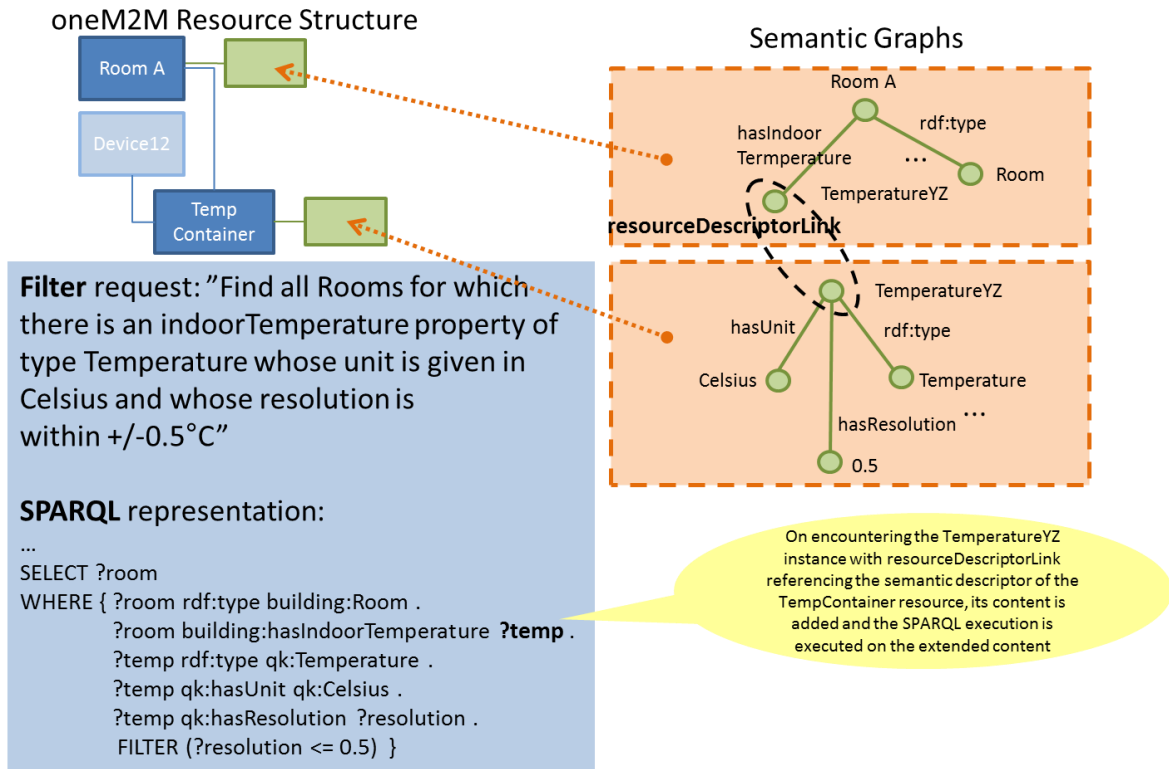 oneM2M Resource Structure
Room A
Device12
Temp
Container
Semantic Graphs
Room A
hasIndoor
Termperature
rdf:type
...
Room
TemperatureYZ
resourceDescriptorLink
TemperatureYZ
hasUnit
rdf:type
Celsius
Temperature
...
hasResolution
0.5
Filter request: ”Find all Rooms for which
there is an indoorTemperature property of
type Temperature whose unit is given in
Celsius and whose resolution is
within +/-0.5°C”
SPARQL representation:
...
SELECT ?room
WHERE { ?room rdf:type building:Room .
?room building:hasIndoorTemperature ?temp .
?temp rdf:type qk:Temperature .
?temp qk:hasUnit qk:Celsius .
?temp qk:hasResolution ?resolution .
FILTER (?resolution <= 0.5) }
On encountering the TemperatureYZ
instance with resourceDescriptorLink
referencing the semantic descriptor of the
TempContainer resource, its content is
added and the SPARQL execution is
executed on the extended content